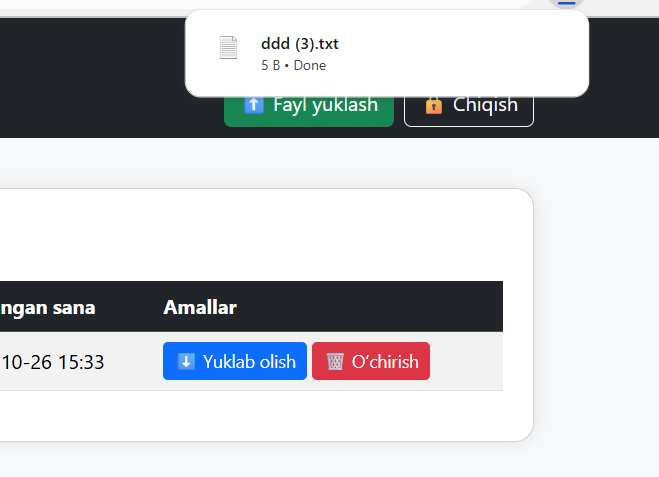 ddd (3).txt
5 B • Done
Fayl yuklash
Chiqish
ngan sana Amallar
10-26 15:33 Yuklab olish O‘chirish